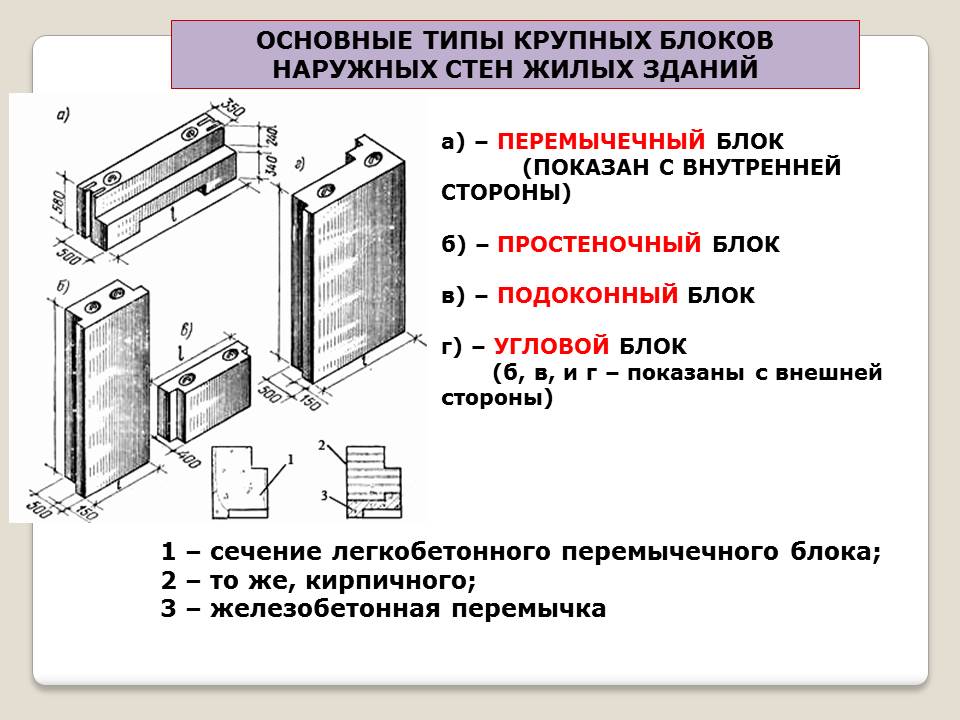 ОСНОВНЫЕ ТИПЫ КРУПНЫХ БЛОКОВ
НАРУЖНЫХ СТЕН ЖИЛЫХ ЗДАНИЙ
а)
350
240
340
580
l
500
г)
l
500
150
б)
l
500
150
в)
l
400
1
2
3
а) – ПЕРЕМЫЧЕЧНЫЙ БЛОК
(ПОКАЗАН С ВНУТРЕННЕЙ
СТОРОНЫ)
б) – ПРОСТЕНОЧНЫЙ БЛОК
в) – ПОДОКОННЫЙ БЛОК
г) – УГЛОВОЙ БЛОК
(б, в, и г – показаны с внешней
стороны)
1 – сечение легкобетонного перемычечного блока;
2 – то же, кирпичного;
3 – железобетонная перемычка